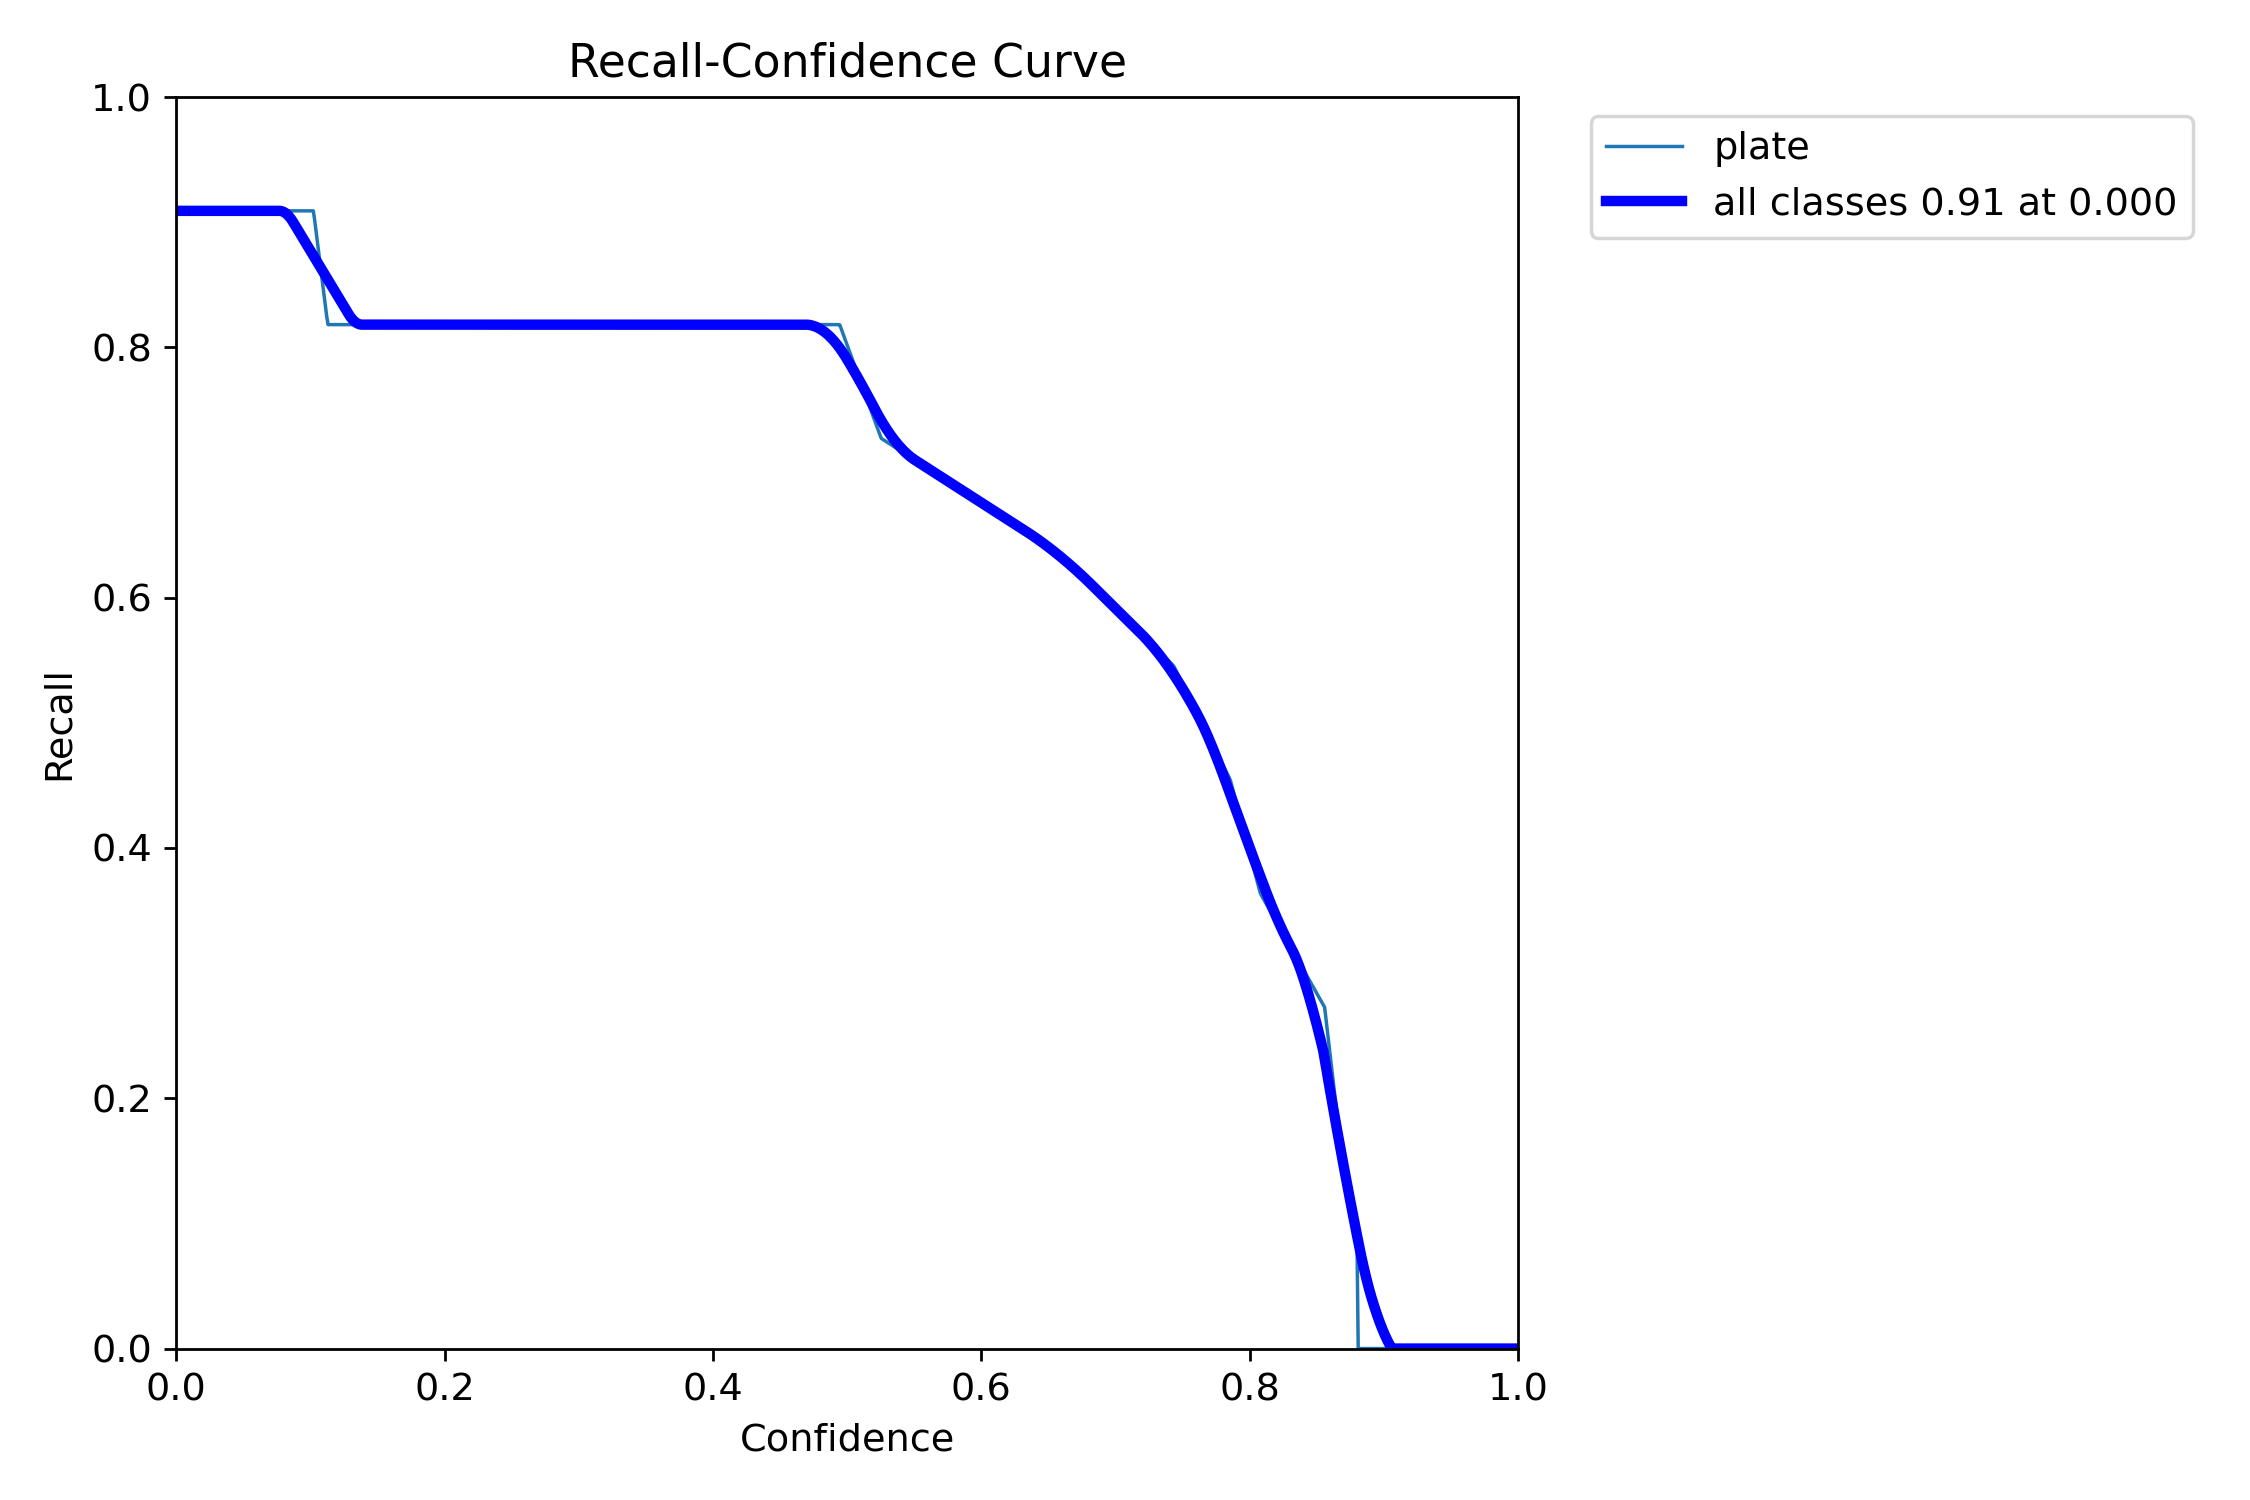 Recall-Confidence Curve
plate
all classes 0.91 at 0.000
1.0
0.8
0.6
0.4
0.2
0.0
Recall
0.0 0.2 0.4 0.6 0.8 1.0
Confidence